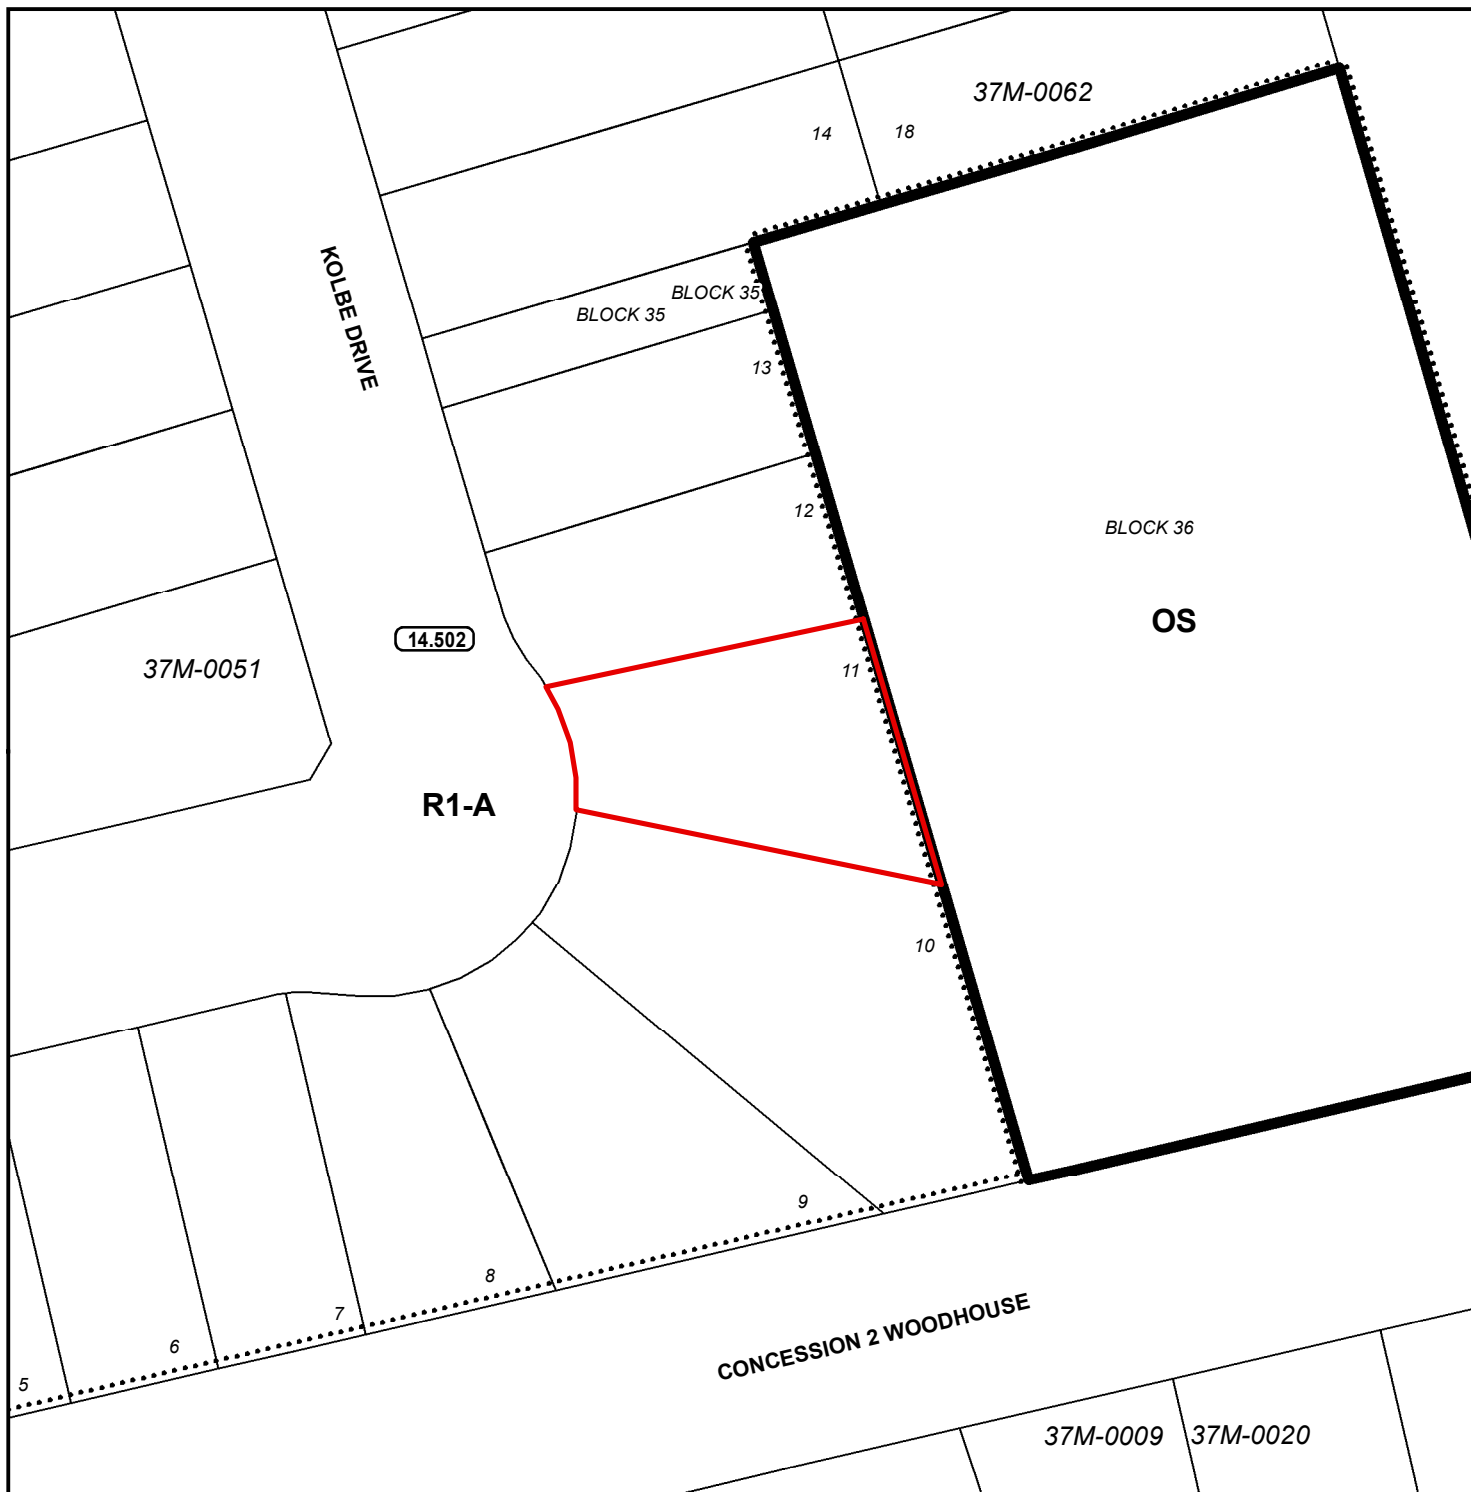 37M-0062
14
18
KOLBE DRIVE
BLOCK 35
BLOCK 35
13
12
BLOCK 36
OS
14.502
37M-0051
11
R1-A
10
9
8
7
6
5
CONCESSION 2 WOODHOUSE
37M-0009
37M-0020